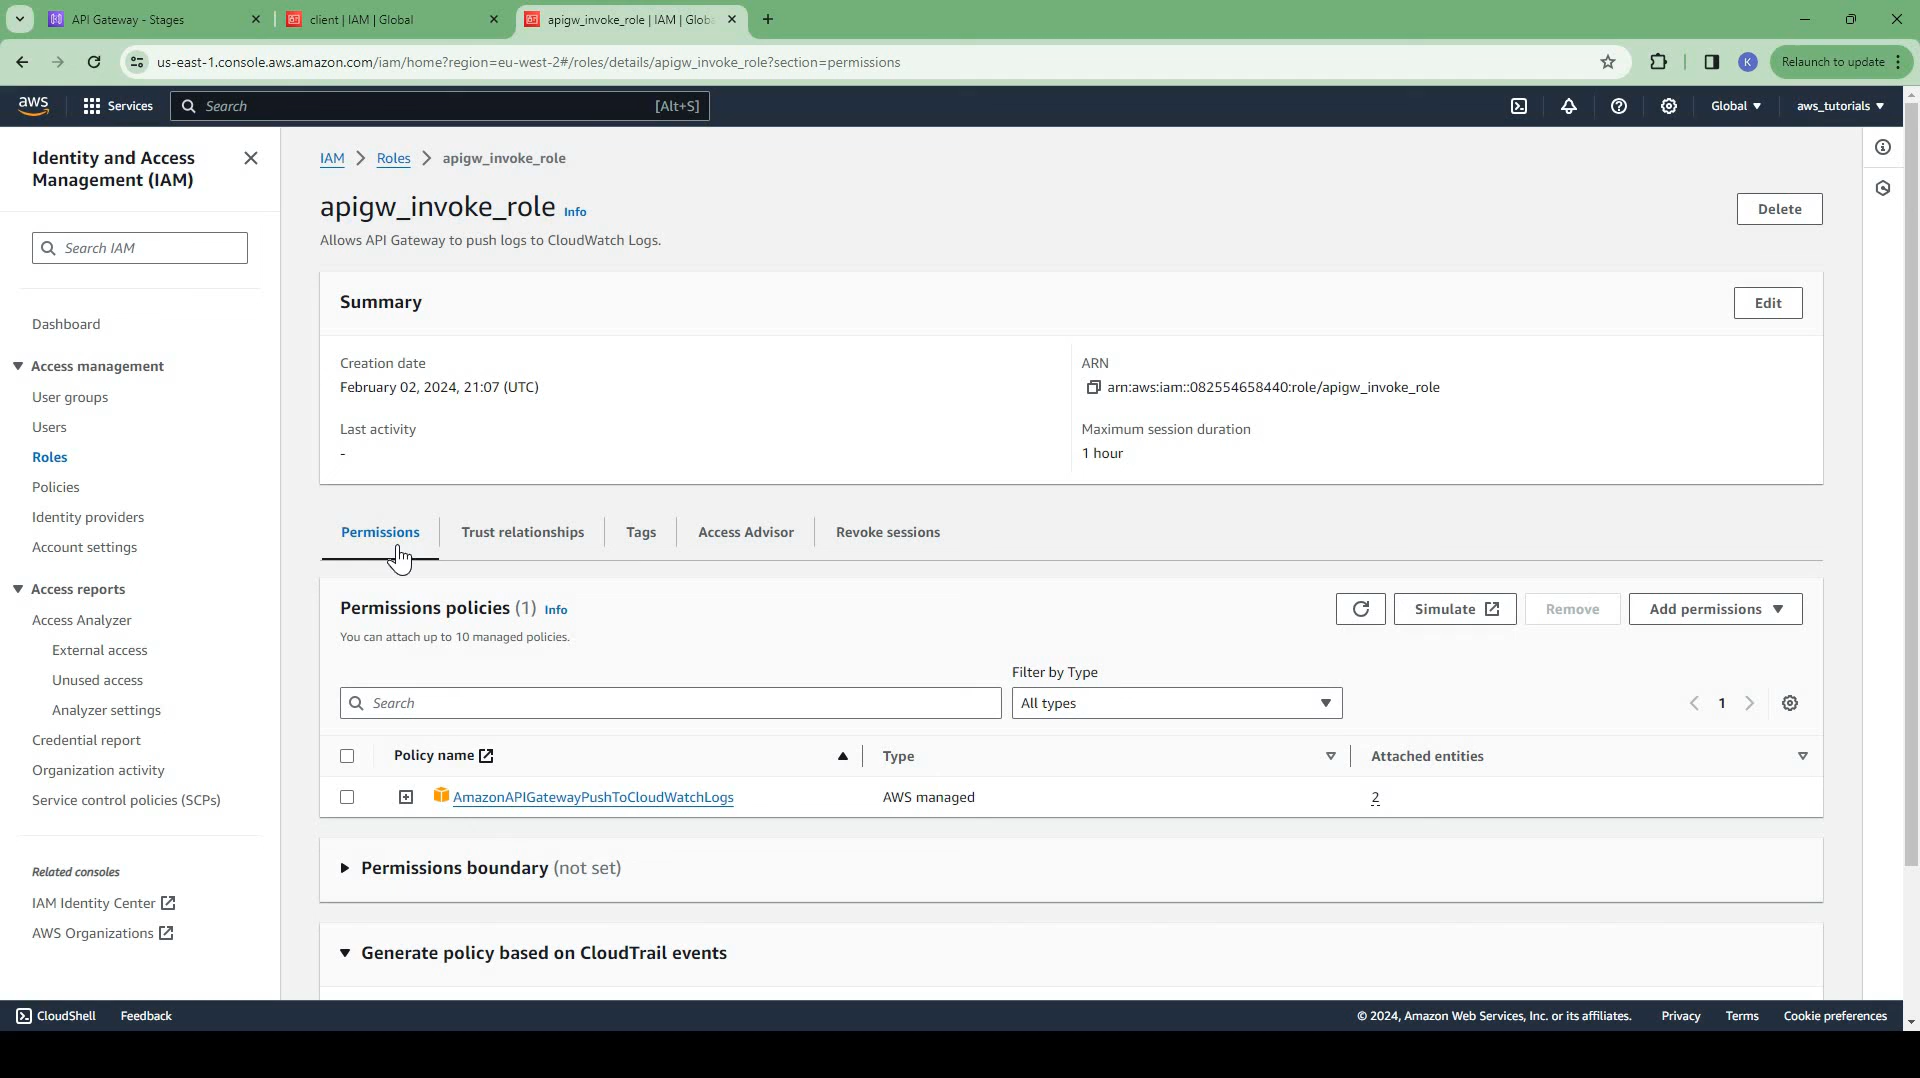 API Gateway - Stages
client | IAM | Global
apigw_invoke_role | IAM | Globa
us-east-1.console.aws.amazon.com/iam/home?region=eu-west-2#/roles/details/apigw_invoke_role?section=permissions
K
Relaunch to update
aws
Services
Search
[Alt+S]
Global
aws_tutorials
Identity and Access
Management (IAM)
Search IAM
Dashboard
Access management
User groups
Users
Roles
Policies
Identity providers
Account settings
Access reports
Access Analyzer
External access
Unused access
Analyzer settings
Credential report
Organization activity
Service control policies (SCPs)
Related consoles
IAM Identity Center
AWS Organizations
IAM > Roles > apigw_invoke_role
apigw_invoke_role Info
Delete
Allows API Gateway to push logs to CloudWatch Logs.
Summary
Edit
Creation date
February 02, 2024, 21:07 (UTC)
ARN
arn:aws:iam::082554658440:role/apigw_invoke_role
Last activity
-
Maximum session duration
1 hour
Permissions
Trust relationships
Tags
Access Advisor
Revoke sessions
Permissions policies (1) Info
You can attach up to 10 managed policies.
Simulate
Remove
Add permissions
Filter by Type
Search
All types
1
Policy name
Type
Attached entities
AmazonAPIGatewayPushToCloudWatchLogs
AWS managed
2
Permissions boundary (not set)
Generate policy based on CloudTrail events
CloudShell
Feedback
© 2024, Amazon Web Services, Inc. or its affiliates.
Privacy
Terms
Cookie preferences